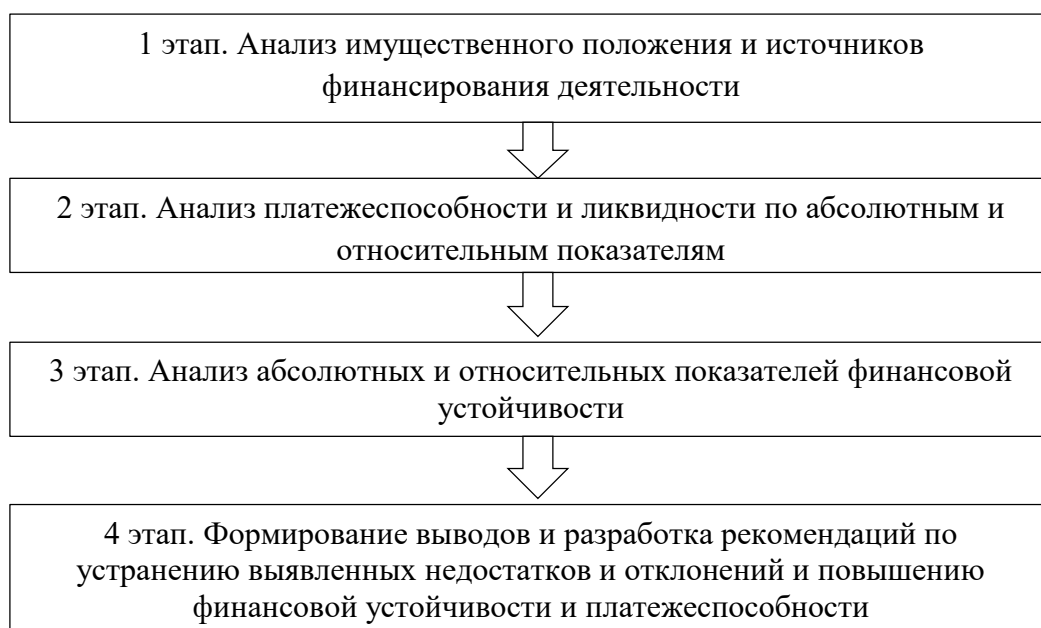 1 этап. Анализ имущественного положения и источников
финансирования деятельности
2 этап. Анализ платежеспособности и ликвидности по абсолютным и
относительным показателям
3 этап. Анализ абсолютных и относительных показателей финансовой
устойчивости
4 этап. Формирование выводов и разработка рекомендаций по
устранению выявленных недостатков и отклонений и повышению
финансовой устойчивости и платежеспособности